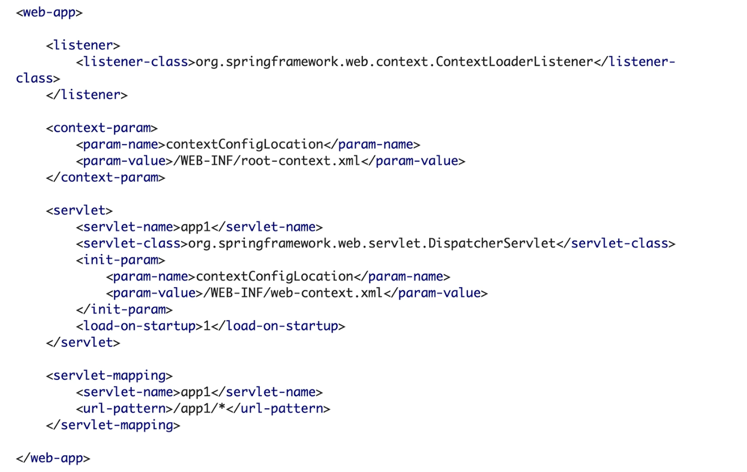 <web-app>
    <listener>
        <listener-class>org.springframework.web.context.ContextLoaderListener</listener-
class>
    </listener>
    <context-param>
        <param-name>contextConfigLocation</param-name>
        <param-value>/WEB-INF/root-context.xml</param-value>
    </context-param>
    <servlet>
        <servlet-name>app1</servlet-name>
        <servlet-class>org.springframework.web.servlet.DispatcherServlet</servlet-class>
        <init-param>
            <param-name>contextConfigLocation</param-name>
            <param-value>/WEB-INF/web-context.xml</param-value>
        </init-param>
        <load-on-startup>1</load-on-startup>
    </servlet>
    <servlet-mapping>
        <servlet-name>app1</servlet-name>
        <url-pattern>/app1/*</url-pattern>
    </servlet-mapping>
</web-app>